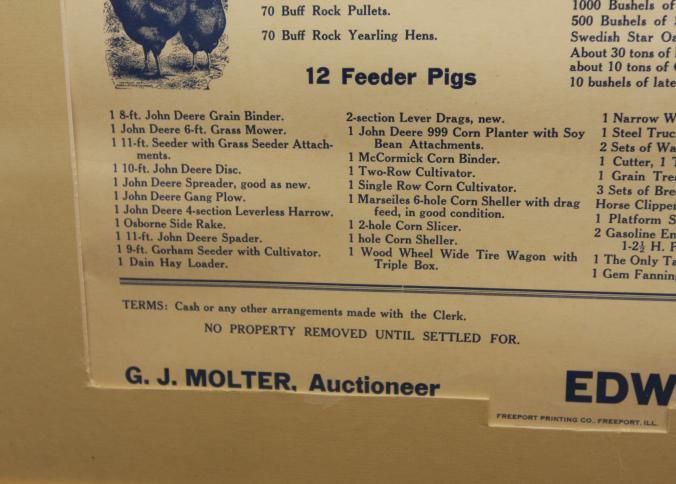 70 Buff Rock Pullets.
70 Buff Rock Yearling Hens.
1000 Bushels of
500 Bushels of
Swedish Star Oa
About 30 tons of
about 10 tons of
10 bushels of late
12 Feeder Pigs
1 8-ft. John Deere Grain Binder.
1 John Deere 6-ft. Grass Mower.
1 11-ft. Seeder with Grass Seeder Attach-
ments.
1 10-ft. John Deere Disc.
1 John Deere Spreader, good as new.
1 John Deere Gang Plow.
1 John Deere 4-section Leverless Harrow.
1 Osborne Side Rake.
1 11-ft. John Deere Spader.
1 9-ft. Gorham Seeder with Cultivator.
1 Dain Hay Loader.
2-section Lever Drags, new.
1 John Deere 999 Corn Planter with Soy
Bean Attachments.
1 McCormick Corn Binder.
1 Two-Row Cultivator.
1 Single Row Corn Cultivator.
1 Marseiles 6-hole Corn Sheller with drag
feed, in good condition.
1 2-hole Corn Slicer.
1 hole Corn Sheller.
1 Wood Wheel Wide Tire Wagon with
Triple Box.
1 Narrow W
1 Steel Truc
2 Sets of Wa
1 Cutter, 1
1 Grain Trea
3 Sets of Bre
Horse Clipper
1 Platform S
2 Gasoline En
1-2½ H. P
1 The Only Ta
1 Gem Fannin
TERMS: Cash or any other arrangements made with the Clerk.
NO PROPERTY REMOVED UNTIL SETTLED FOR.
G. J. MOLTER, Auctioneer
EDW
FREEPORT PRINTING CO., FREEPORT, ILL.